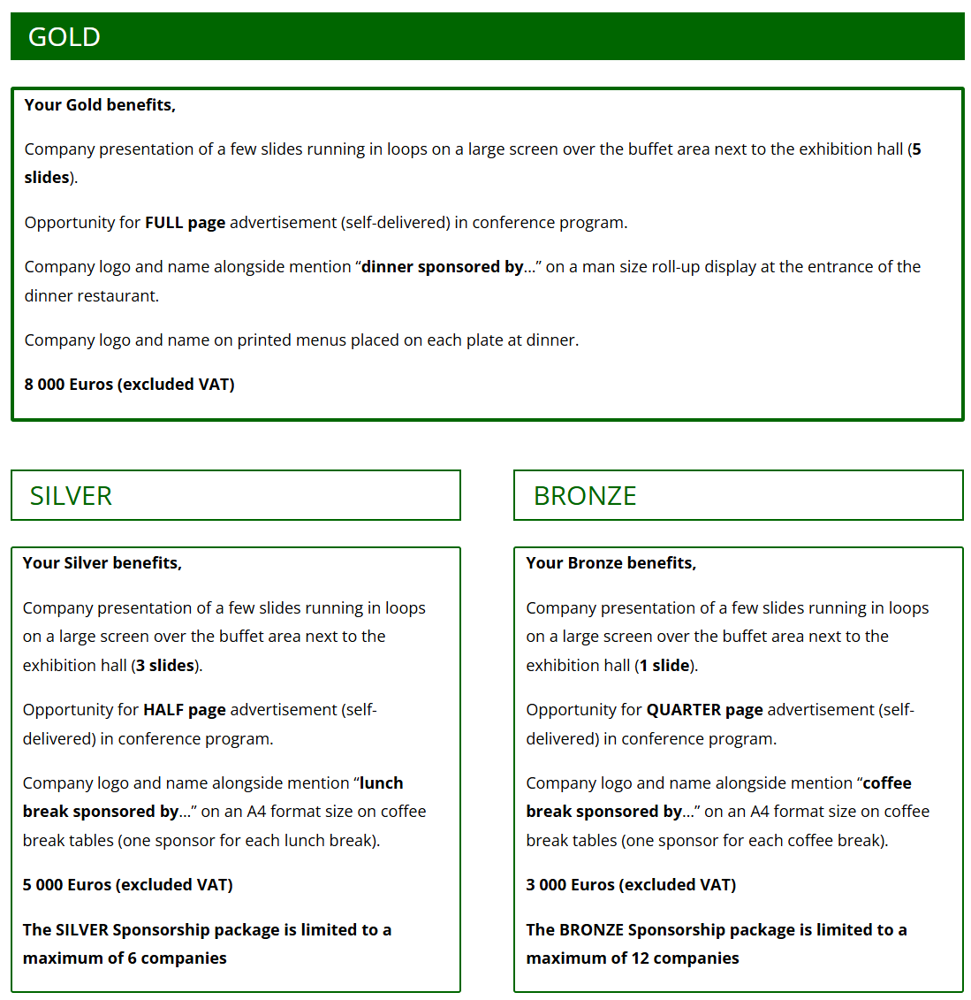 GOLD
Your Gold benefits,
Company presentation of a few slides running in loops on a large screen over the buffet area next to the exhibition hall (5
slides).
Opportunity for FULL page advertisement (self-delivered) in conference program.
Company logo and name alongside mention “dinner sponsored by…” on a man size roll-up display at the entrance of the
dinner restaurant.
Company logo and name on printed menus placed on each plate at dinner.
8 000 Euros (excluded VAT)
SILVER
Your Silver benefits,
Company presentation of a few slides running in loops
on a large screen over the buffet area next to the
exhibition hall (3 slides).
Opportunity for HALF page advertisement (self-
delivered) in conference program.
Company logo and name alongside mention “lunch
break sponsored by…” on an A4 format size on coffee
break tables (one sponsor for each lunch break).
5 000 Euros (excluded VAT)
The SILVER Sponsorship package is limited to a
maximum of 6 companies
BRONZE
Your Bronze benefits,
Company presentation of a few slides running in loops
on a large screen over the buffet area next to the
exhibition hall (1 slide).
Opportunity for QUARTER page advertisement (self-
delivered) in conference program.
Company logo and name alongside mention “coffee
break sponsored by…” on an A4 format size on coffee
break tables (one sponsor for each coffee break).
3 000 Euros (excluded VAT)
The BRONZE Sponsorship package is limited to a
maximum of 12 companies